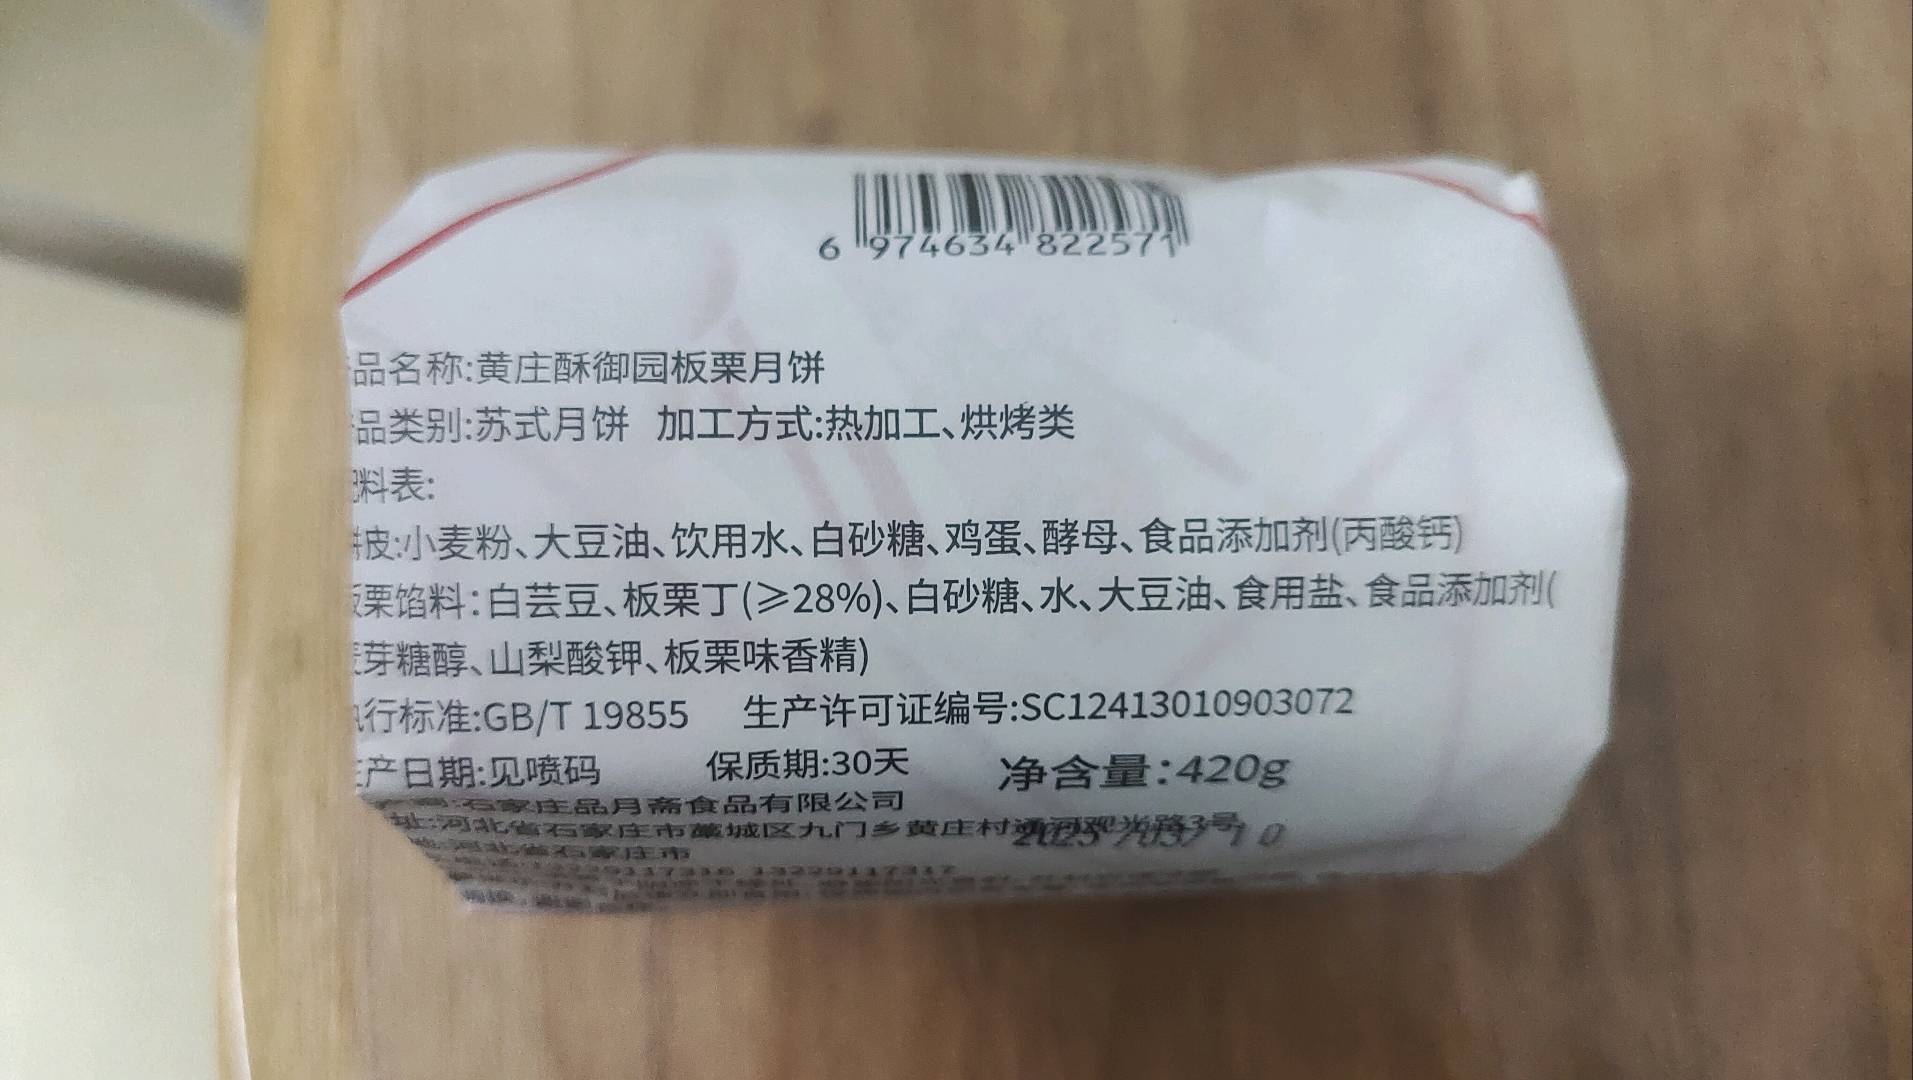 6 974634 822571
品名称:黄庄酥御园板栗月饼
品类别:苏式月饼 加工方式:热加工、烘烤类
料表:
皮:小麦粉、大豆油、饮用水、白砂糖、鸡蛋、酵母、食品添加剂(丙酸钙)
栗馅料:白芸豆、板栗丁(≥28%)、白砂糖、水、大豆油、食用盐、食品添加剂(
芽糖醇、山梨酸钾、板栗味香精)
行标准:GB/T 19855 生产许可证编号:SC12413010903072
产日期:见喷码 保质期:30天 净含量:420g
石家庄品月斋食品有限公司
址:河北省石家庄市藁城区九门乡黄庄村
河北省石家庄市